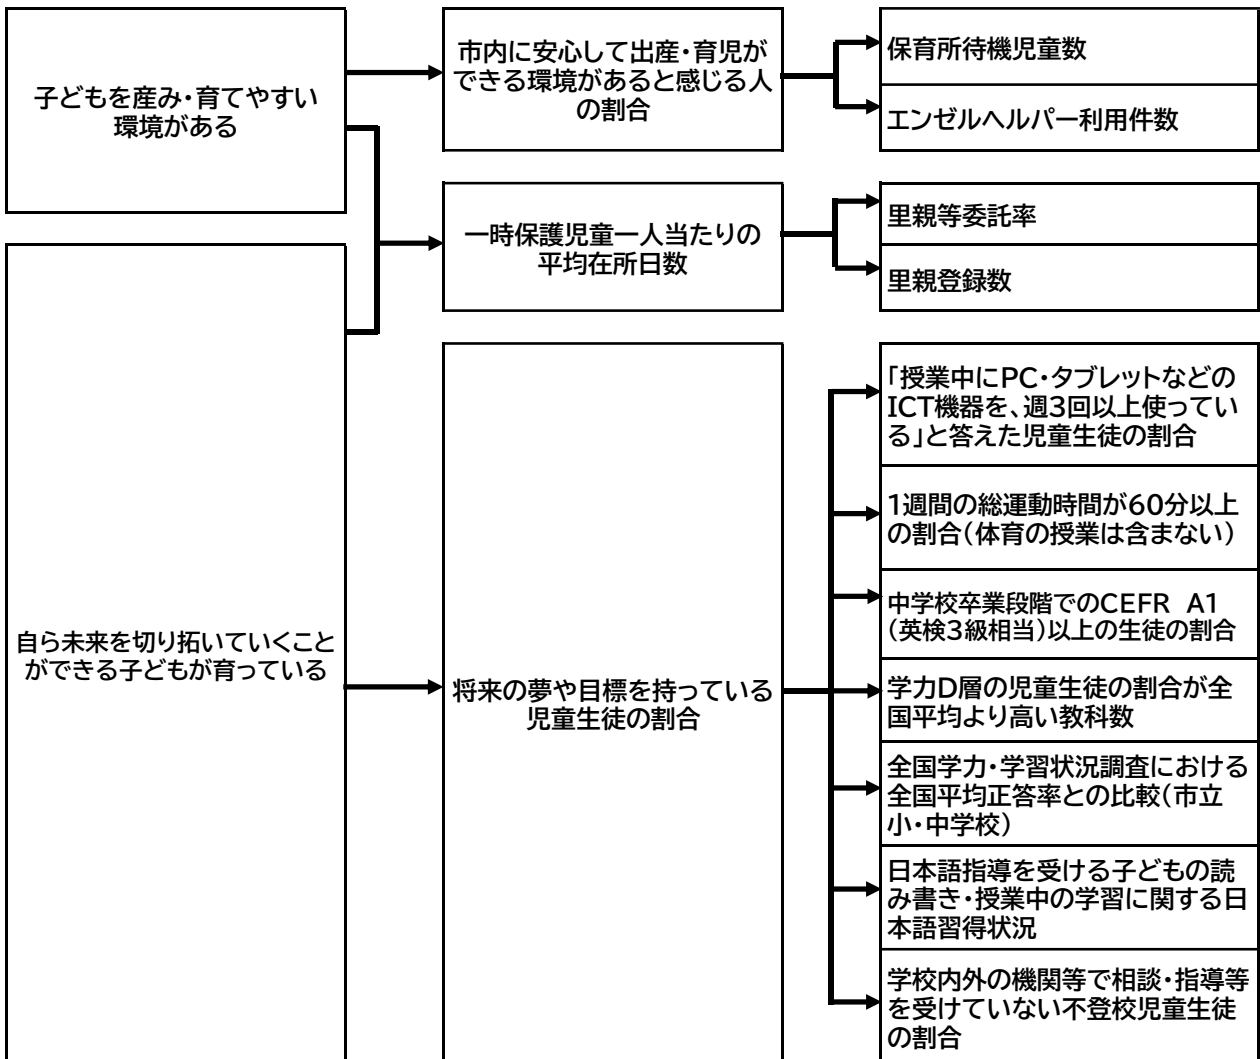 子どもを産み・育てやすい
環境がある
市内に安心して出産・育児が
できる環境があると感じる人
の割合
保育所待機児童数
エンゼルヘルパー利用件数
一時保護児童一人当たりの
平均在所日数
里親等委託率
里親登録数
自ら未来を切り拓いていくこと
ができる子どもが育っている
将来の夢や目標を持っている
児童生徒の割合
「授業中にPC・タブレットなどの
ICT機器を、週3回以上使ってい
る」と答えた児童生徒の割合
1週間の総運動時間が60分以上
の割合(体育の授業は含まない)
中学校卒業段階でのCEFR A1
(英検3級相当)以上の生徒の割合
学力D層の児童生徒の割合が全
国平均より高い教科数
全国学力・学習状況調査における
全国平均正答率との比較(市立
小・中学校)
日本語指導を受ける子どもの読
み書き・授業中の学習に関する日
本語習得状況
学校内外の機関等で相談・指導等
を受けていない不登校児童生徒
の割合